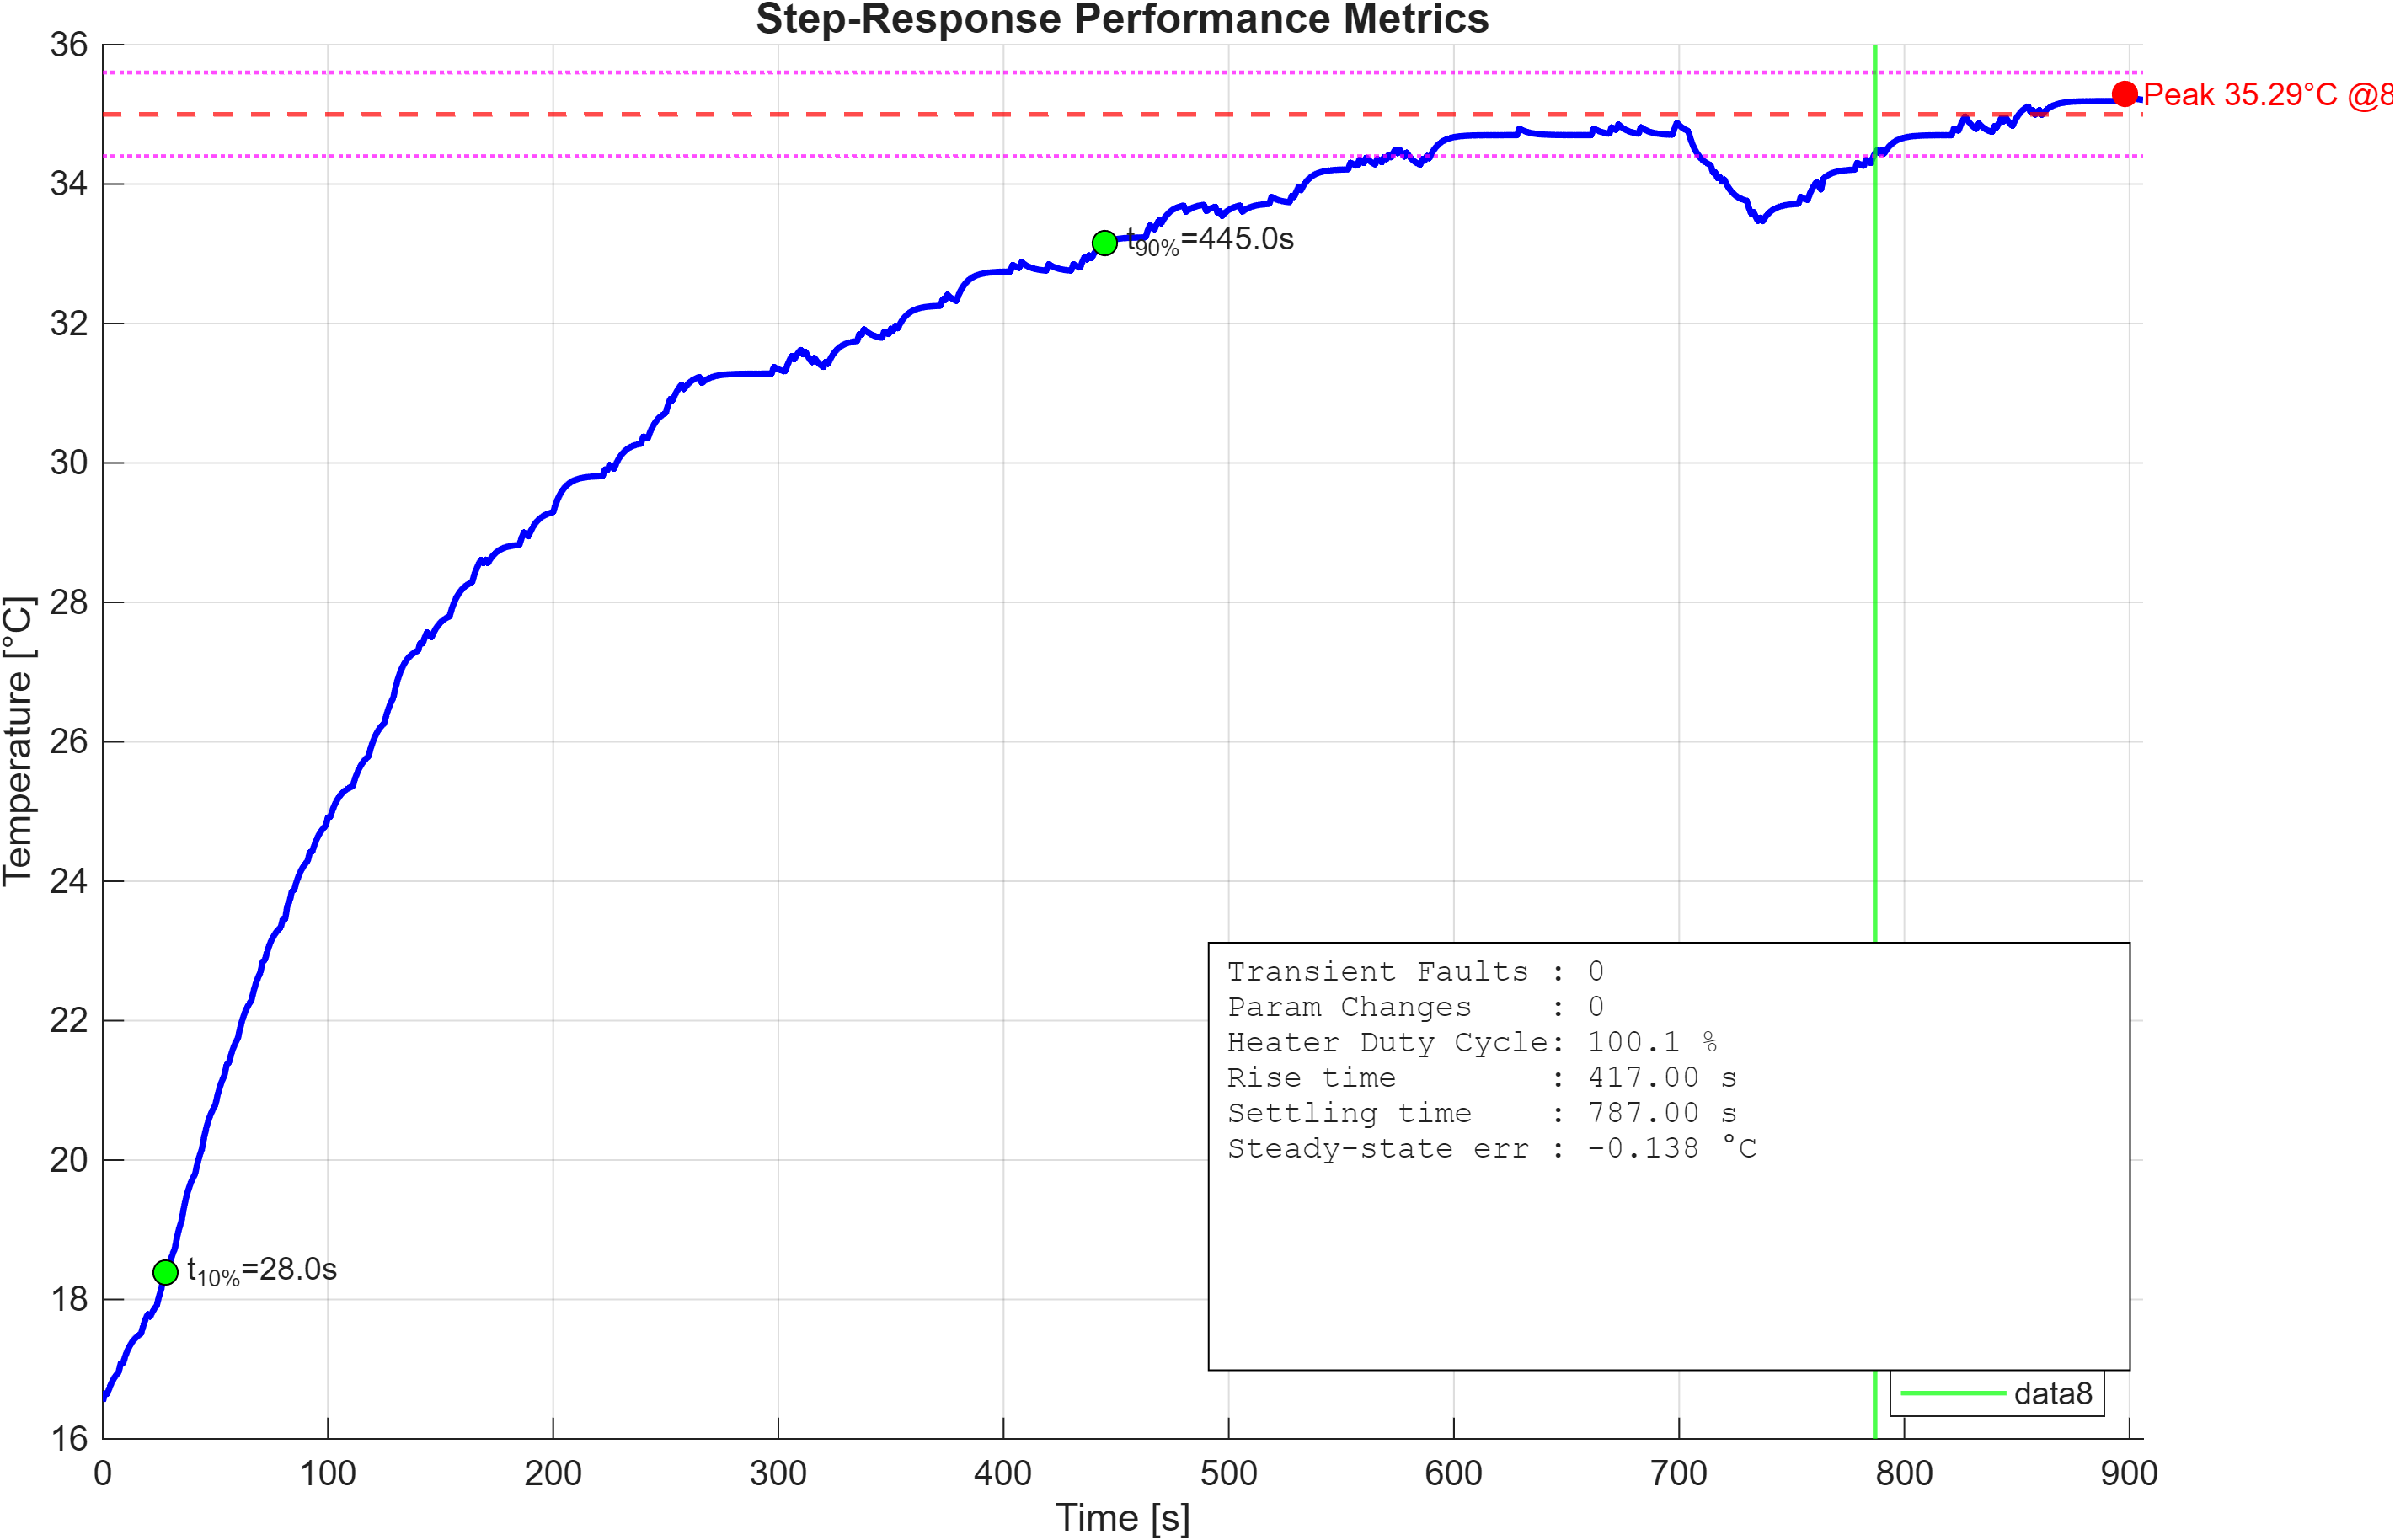 Step-Response Performance Metrics
36
34
32
30
28
26
24
22
20
18
16
Temperature [°C]
Peak 35.29°C @8
t90%=445.0s
t10%=28.0s
Transient Faults : 0
Param Changes    : 0
Heater Duty Cycle: 100.1 %
Rise time        : 417.00 s
Settling time    : 787.00 s
Steady-state err : -0.138 °C
data8
0 100 200 300 400 500 600 700 800 900
Time [s]